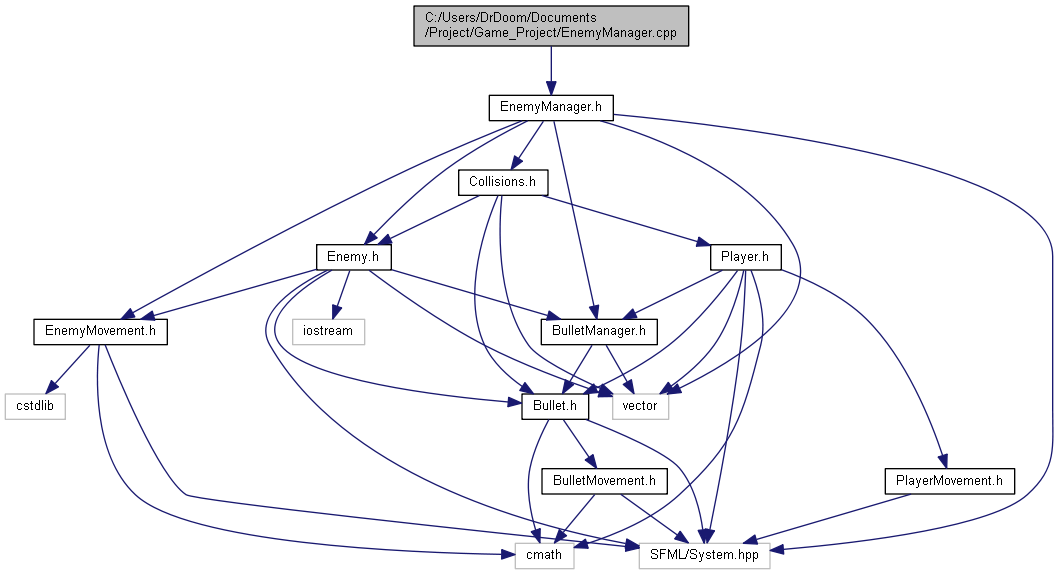 C:/Users/DrDoom/Documents
/Project/Game_Project/EnemyManager.cpp
EnemyManager.h
Collisions.h
Enemy.h
Player.h
EnemyMovement.h
iostream
BulletManager.h
cstdlib
Bullet.h
vector
BulletMovement.h
PlayerMovement.h
cmath
SFML/System.hpp